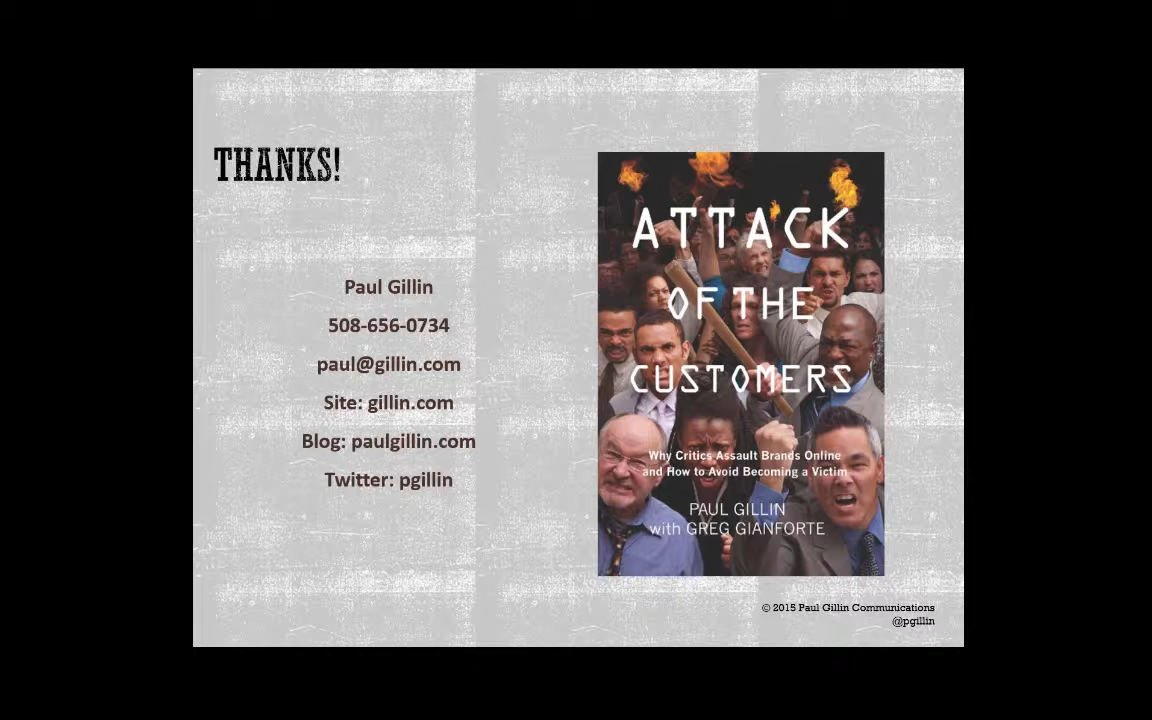 THANKS!
Paul Gillin
508-656-0734
paul@gillin.com
Site: gillin.com
Blog: paulgillin.com
Twitter: pgillin
ATTACK
OF THE
CUSTOMERS
Why Critics Assault Brands Online
and How to Avoid Becoming a Victim
PAUL GILLIN
with GREG GIANFORTE
© 2015 Paul Gillin Communications
@pgillin